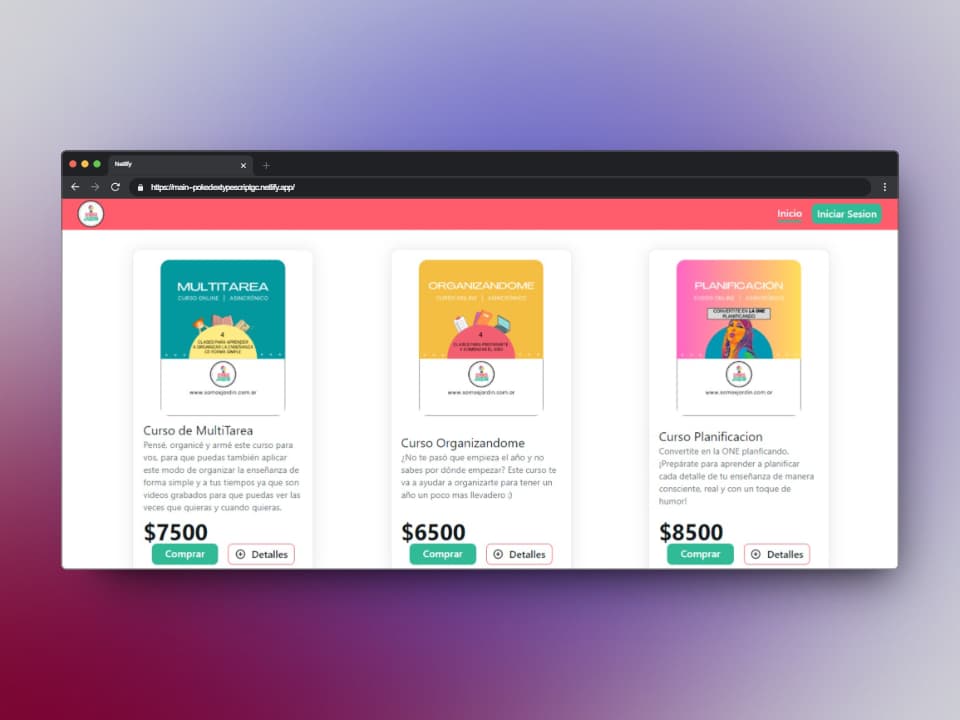 Netlify
https://main--pokedextypescriptgc.netlify.app/
Inicio
Iniciar Sesion
MULTITAREA
CURSO ONLINE | ASINCRÓNICO
4
CLASES PARA APRENDER
A ORGANIZAR LA ENSEÑANZA
DE FORMA SIMPLE
www.somosjardin.com.ar
Curso de MultiTarea
Pensé, organicé y armé este curso para
vos, para que puedas también aplicar
este modo de organizar la enseñanza de
forma simple y a tus tiempos ya que son
videos grabados para que puedas ver las
veces que quieras y cuando quieras.
$7500
Comprar
Detalles
ORGANIZANDOME
CURSO ONLINE | ASINCRÓNICO
4
CLASES PARA PREPARARTE
Y COMENZAR EL AÑO
www.somosjardin.com.ar
Curso Organizandome
¿No te pasó que empieza el año y no
sabes por dónde empezar? Este curso te
va a ayudar a organizarte para tener un
año un poco mas llevadero :)
$6500
Comprar
Detalles
PLANIFICACIÓN
CURSO ONLINE | ASINCRÓNICO
CONVERTITE EN LA ONE
PLANIFICANDO
www.somosjardin.com.ar
Curso Planificacion
Convertite en la ONE planficando.
¡Prepárate para aprender a planificar
cada detalle de tu enseñanza de manera
consciente, real y con un toque de
humor!
$8500
Comprar
Detalles